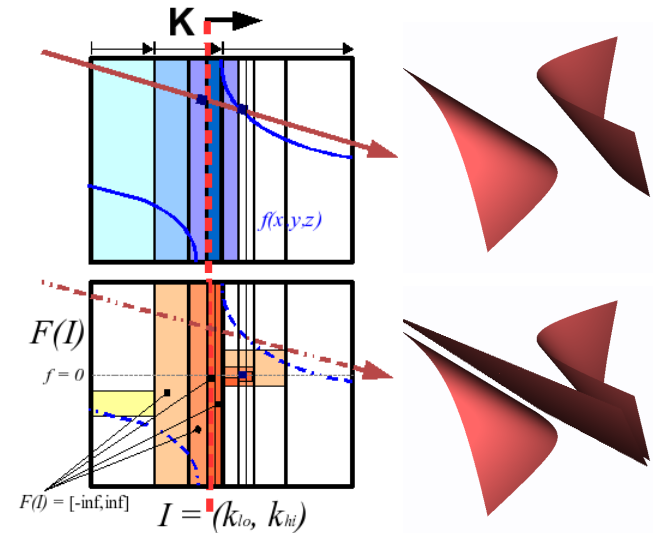 K
f(x,y,z)
F(I)
f = 0
F(I) = [-inf,inf]
I = (klo, khi)